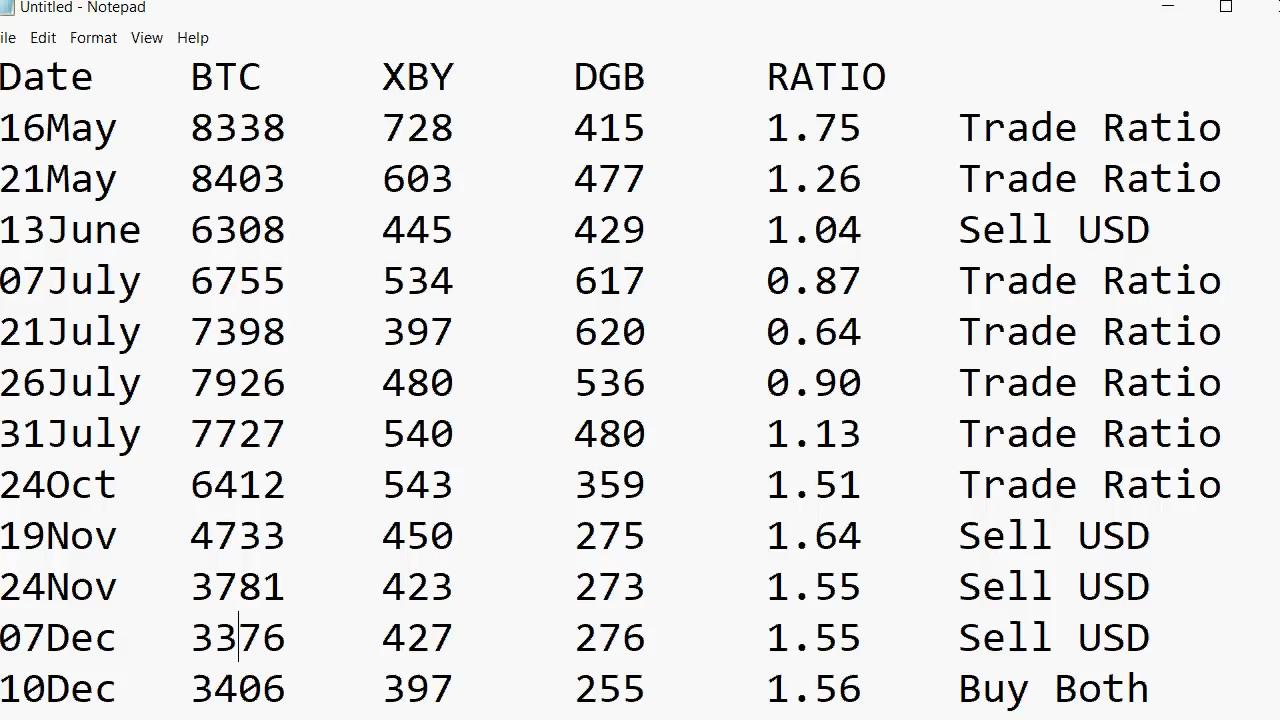 Untitled - Notepad
ile Edit Format View Help
Date BTC XBY DGB RATIO
16May 8338 728 415 1.75 Trade Ratio
21May 8403 603 477 1.26 Trade Ratio
13June 6308 445 429 1.04 Sell USD
07July 6755 534 617 0.87 Trade Ratio
21July 7398 397 620 0.64 Trade Ratio
26July 7926 480 536 0.90 Trade Ratio
31July 7727 540 480 1.13 Trade Ratio
24Oct 6412 543 359 1.51 Trade Ratio
19Nov 4733 450 275 1.64 Sell USD
24Nov 3781 423 273 1.55 Sell USD
07Dec 3376 427 276 1.55 Sell USD
10Dec 3406 397 255 1.56 Buy Both